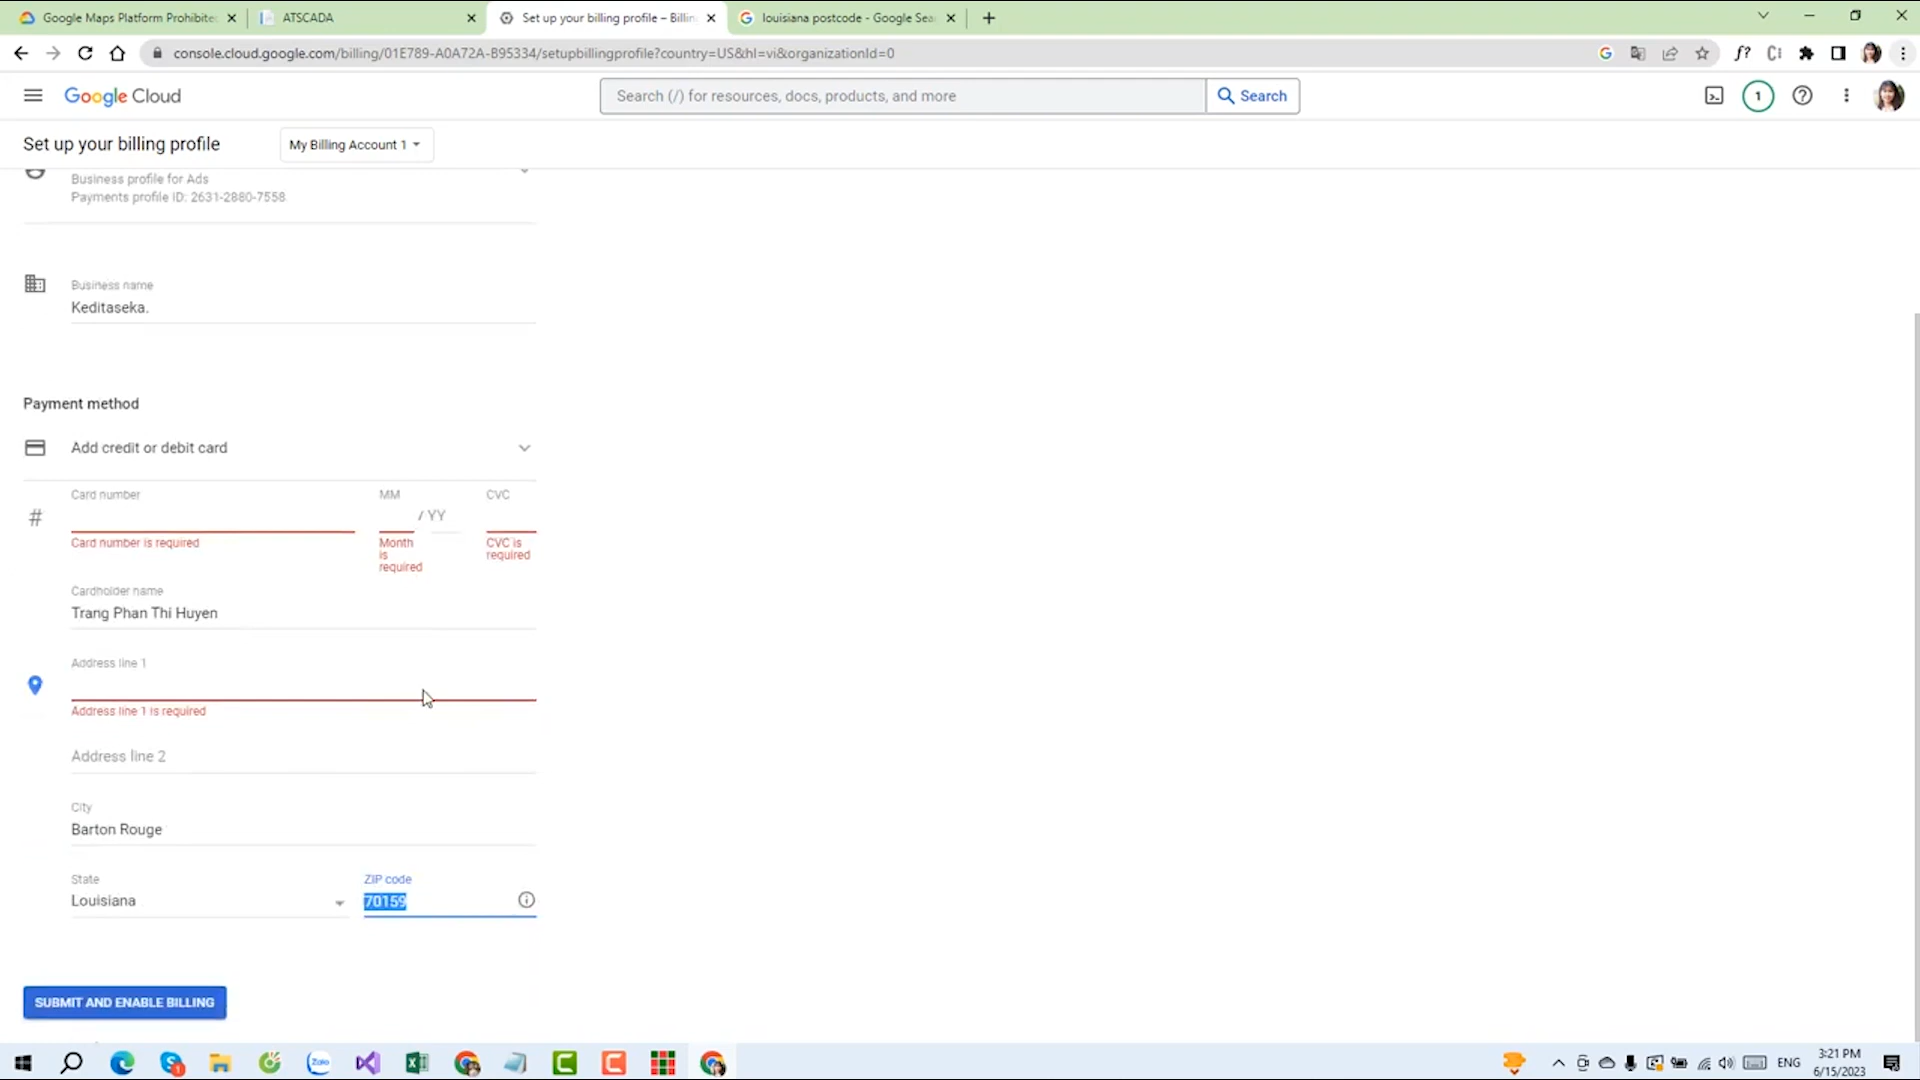 Google Maps Platform Prohibite
ATSCADA
Set up your billing profile – Billin
louisiana postcode - Google Sea
console.cloud.google.com/billing/01E789-A0A72A-B95334/setupbillingprofile?country=US&hl=vi&organizationId=0
Google Cloud
Search (/) for resources, docs, products, and more
Search
1
Set up your billing profile
My Billing Account 1
Business profile for Ads
Payments profile ID: 2631-2880-7558
Business name
Keditaseka.
Payment method
Add credit or debit card
Card number
MM
/ YY
CVC
#
Card number is required
Month is required
CVC is required
Cardholder name
Trang Phan Thi Huyen
Address line 1
Address line 1 is required
Address line 2
City
Barton Rouge
State
Louisiana
ZIP code
70159
SUBMIT AND ENABLE BILLING
Zalo
ENG
3:21 PM
6/15/2023